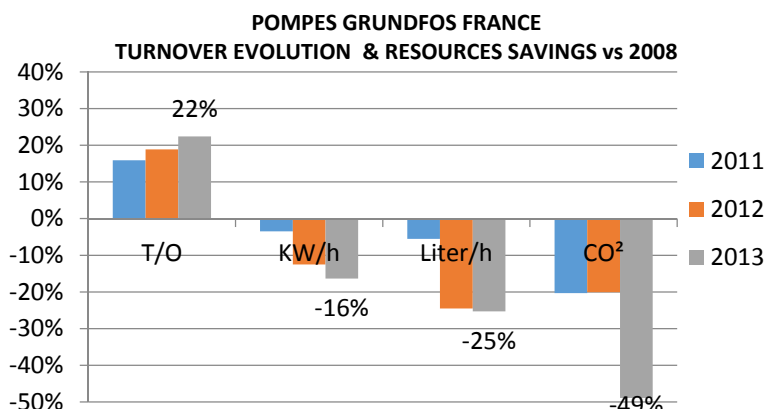 POMPES GRUNDFOS FRANCE
TURNOVER EVOLUTION & RESOURCES SAVINGS vs 2008
40%
30%
20%
10%
0%
-10%
-20%
-30%
-40%
-50%
22%
T/O
KW/h
Liter/h
CO²
-16%
-25%
-49%
2011
2012
2013